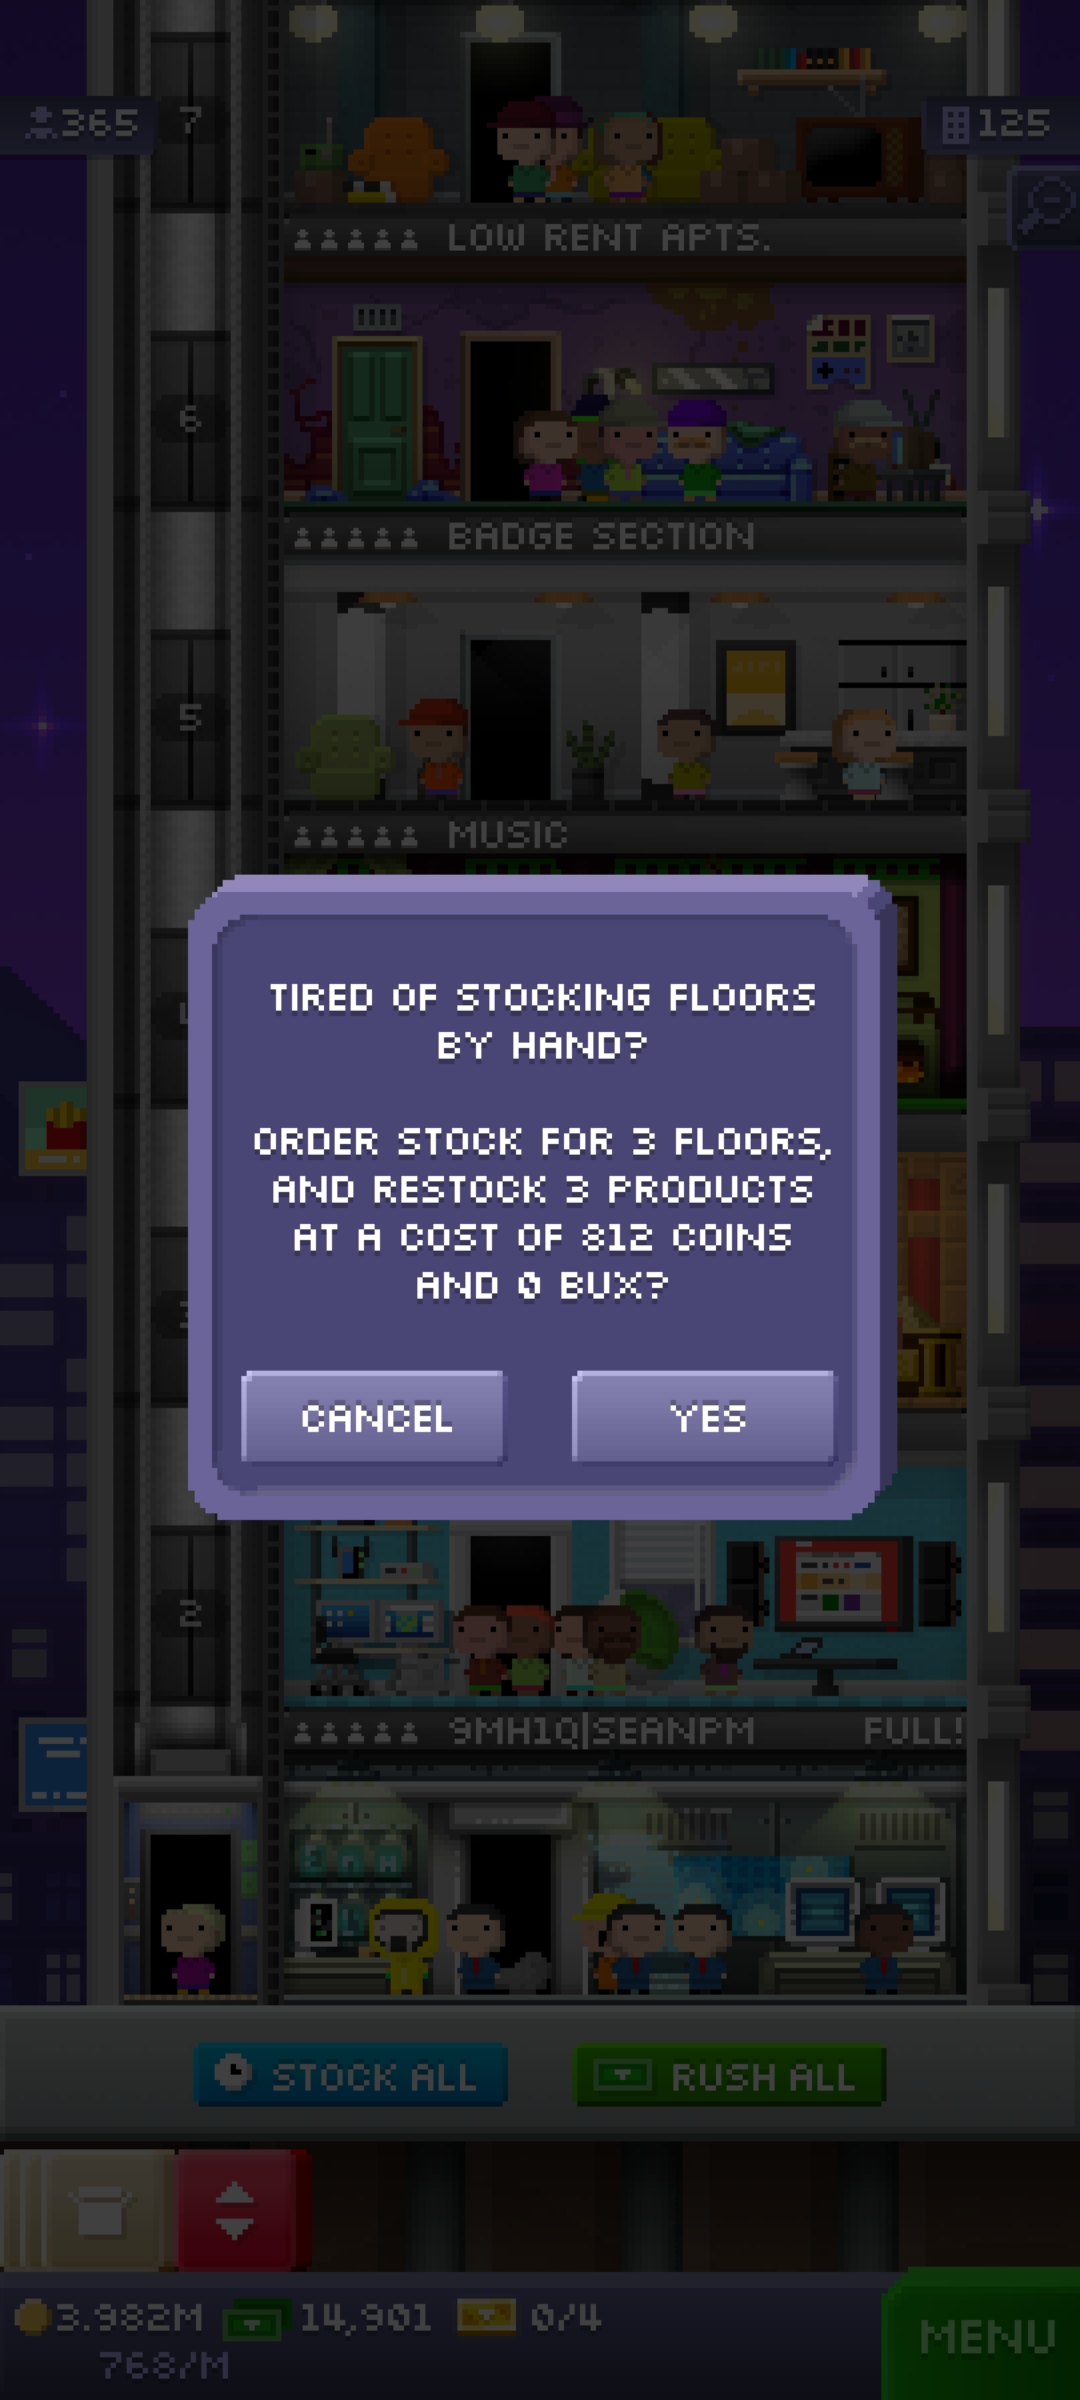 365
7
125
LOW RENT APTS.
6
BADGE SECTION
5
MUSIC
TIRED OF STOCKING FLOORS
BY HAND?
ORDER STOCK FOR 3 FLOORS,
AND RESTOCK 3 PRODUCTS
AT A COST OF 812 COINS
AND 0 BUX?
CANCEL
YES
2
9MH1Q|SEANPM
FULL!
STOCK ALL
RUSH ALL
3.982M
14,901
0/4
768/M
MENU